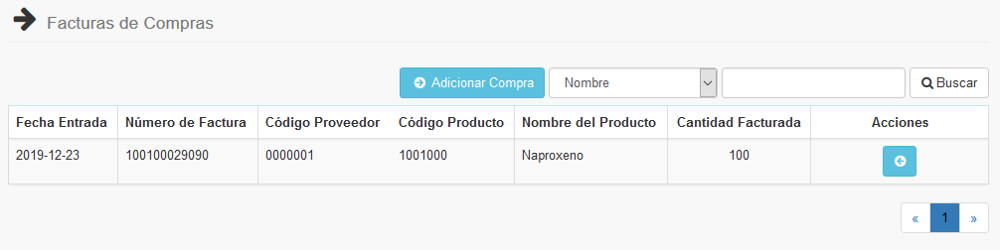 Facturas de Compras
Adicionar Compra Nombre Buscar
Fecha Entrada Número de Factura Código Proveedor Código Producto Nombre del Producto Cantidad Facturada Acciones
2019-12-23 100100029090 0000001 1001000 Naproxeno 100
« 1 »